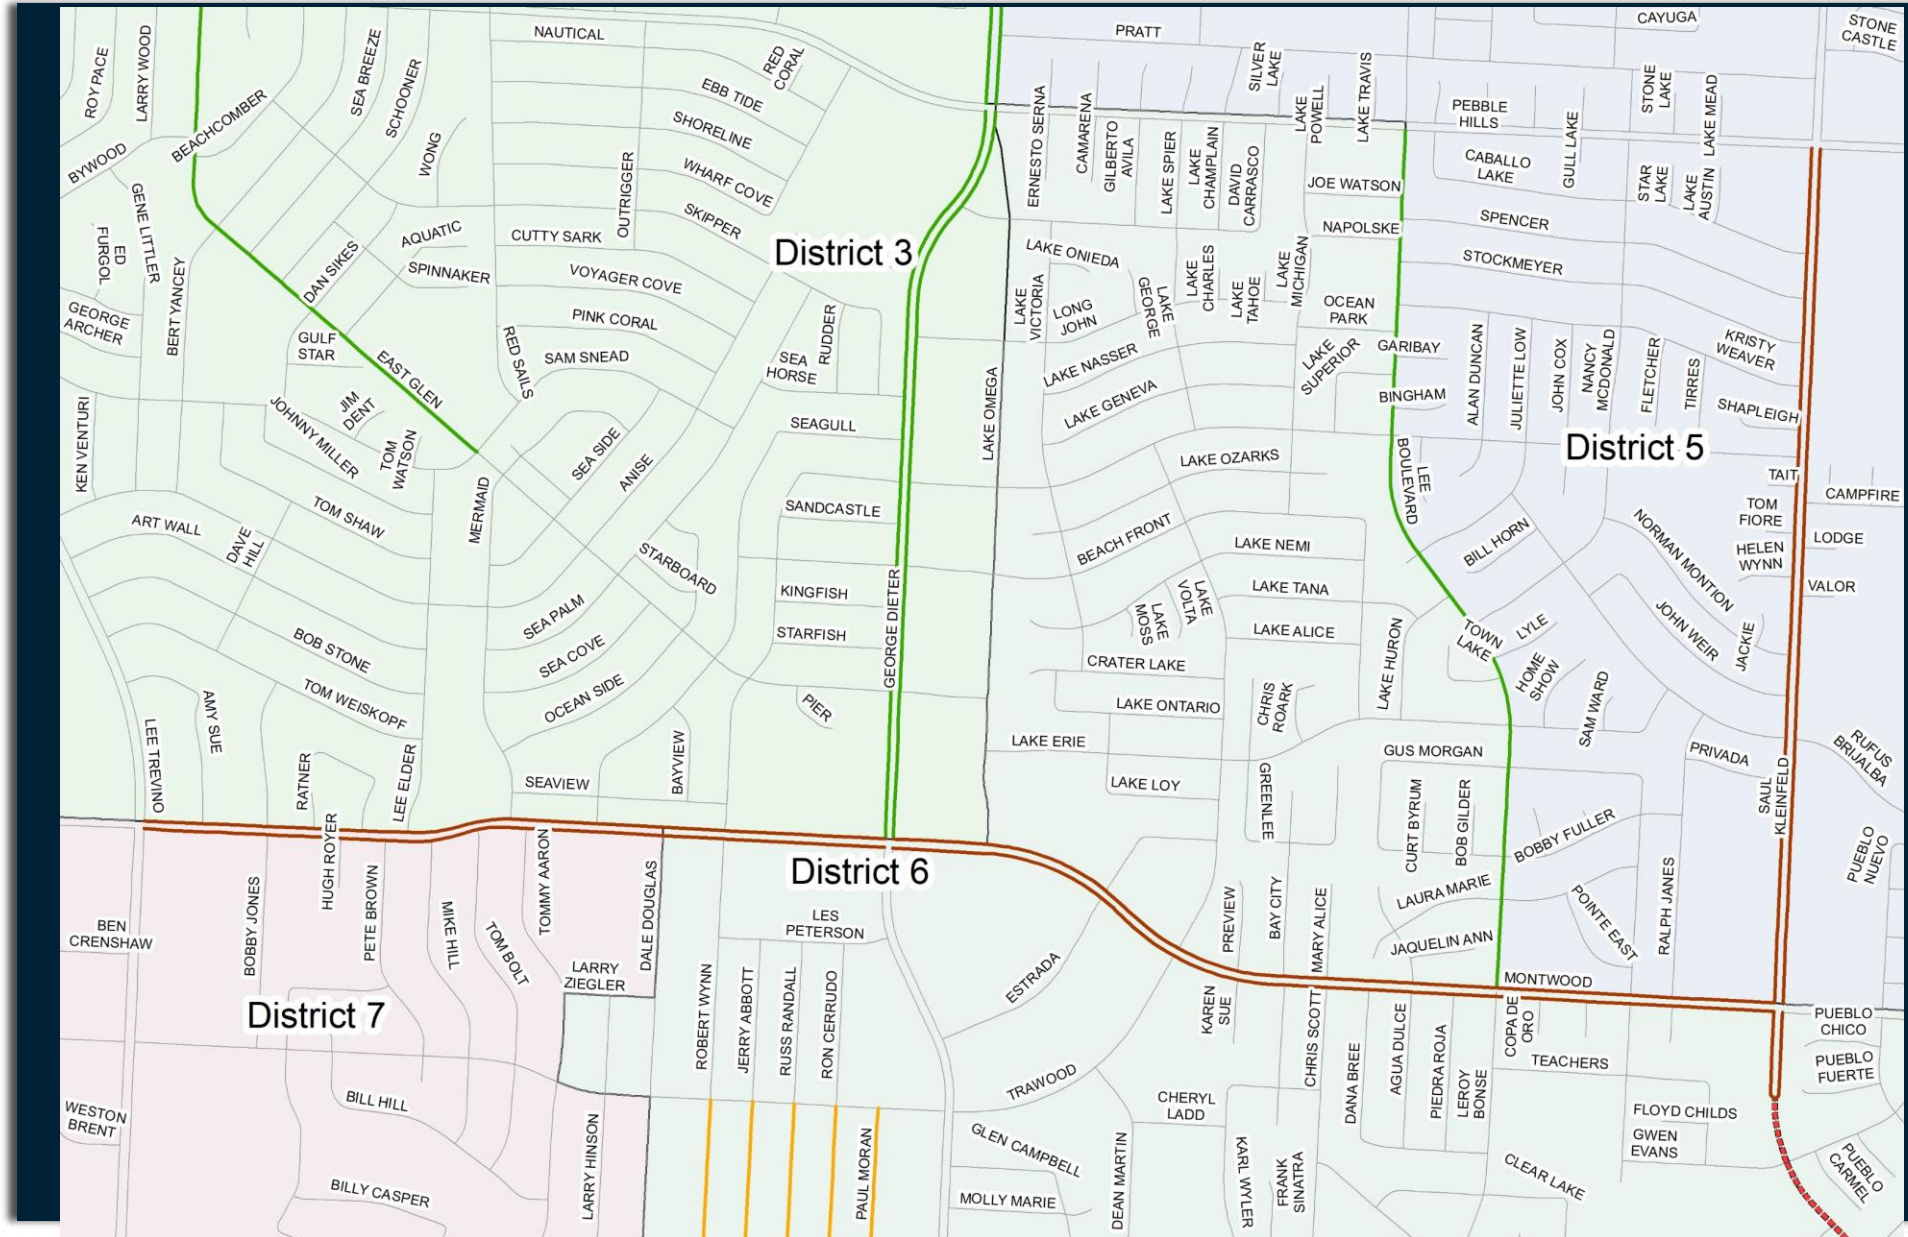 ROY PACE
LARRY WOOD
BEACHCOMBER
BYWOOD
SEA BREEZE
SCHOONER
WONG
NAUTICAL
RED
CORAL
EBB TIDE
SHORELINE
WHARF COVE
OUTRIGGER
SKIPPER
PRATT
SILVER
LAKE
LAKE
POWELL
LAKE TRAVIS
CAYUGA
STONE
CASTLE
STONE
LAKE
LAKE MEAD
PEBBLE
HILLS
GULL LAKE
CABALLO
LAKE
STAR
LAKE
LAKE
AUSTIN
ERNESTO SERNA
CAMARENA
GILBERTO
AVILA
LAKE SPIER
LAKE
CHAMPLAIN
DAVID
CARRASCO
JOE WATSON
NAPOLSKE
SPENCER
STOCKMEYER
GENE LITTLER
ED
FURGOL
GEORGE
ARCHER
BERT YANCEY
DAN SIKES
AQUATIC
SPINNAKER
CUTTY SARK
VOYAGER COVE
PINK CORAL
SAM SNEAD
RED SAILS
District 3
RUDDER
SEA
HORSE
SEAGULL
GULF
STAR
EAST GLEN
JIM
DENT
JOHNNY MILLER
TOM
WATSON
KEN VENTURI
LAKE ONIEDA
LAKE
VICTORIA
LONG
JOHN
LAKE
GEORGE
LAKE
CHARLES
LAKE
TAHOE
LAKE
MICHIGAN
OCEAN
PARK
LAKE NASSER
LAKE GENEVA
LAKE
SUPERIOR
GARIBAY
BINGHAM
LAKE OMEGA
LAKE OZARKS
LEE
BOULEVARD
ALAN DUNCAN
JULIETTE LOW
JOHN COX
NANCY
MCDONALD
FLETCHER
TIRRES
KRISTY
WEAVER
SHAPLEIGH
District 5
TAIT
CAMPFIRE
TOM
FIORE
LODGE
HELEN
WYNN
VALOR
NORMAN MONTION
BILL HORN
JOHN WEIR
JACKIE
SEA SIDE
ANISE
MERMAID
TOM SHAW
ART WALL
DAVE
HILL
SANDCASTLE
STARBOARD
KINGFISH
STARFISH
GEORGE DIETER
SEA PALM
SEA COVE
OCEAN SIDE
BOB STONE
TOM WEISKOPF
PIER
BEACH FRONT
LAKE NEMI
LAKE TANA
LAKE
VOLTA
LAKE
MOSS
LAKE ALICE
CRATER LAKE
LAKE ONTARIO
CHRIS
ROARK
LAKE HURON
TOWN
LAKE
LYLE
HOME
SHOW
SAM WARD
LAKE ERIE
LAKE LOY
GUS MORGAN
GREENLEE
CURT BYRUM
BOB GILDER
BOBBY FULLER
PRIVADA
SAUL
KLEINFELD
RUFUS
BRIJALBA
PUEBLO
NUEVO
AMY SUE
LEE TREVINO
RATNER
LEE ELDER
SEAVIEW
BAYVIEW
HUGH ROYER
PETE BROWN
BOBBY JONES
MIKE HILL
TOM BOLT
TOMMY AARON
DALE DOUGLAS
LARRY
ZIEGLER
BEN
CRENSHAW
District 7
District 6
LES
PETERSON
ESTRADA
PREVIEW
BAY CITY
MARY ALICE
LAURA MARIE
JAQUELIN ANN
POINTE EAST
RALPH JANES
MONTWOOD
ROBERT WYNN
JERRY ABBOTT
RUSS RANDALL
RON CERRUDO
PAUL MORAN
TRAWOOD
KAREN
SUE
CHRIS SCOTT
DANA BREE
AGUA DULCE
PIEDRA ROJA
LEROY
BONSE
COPA DE
ORO
TEACHERS
PUEBLO
CHICO
PUEBLO
FUERTE
FLOYD CHILDS
GWEN
EVANS
PUEBLO
CARMEL
WESTON
BRENT
BILL HILL
BILLY CASPER
LARRY HINSON
CHERYL
LADD
GLEN CAMPBELL
MOLLY MARIE
DEAN MARTIN
KARL WYLER
FRANK
SINATRA
CLEAR LAKE